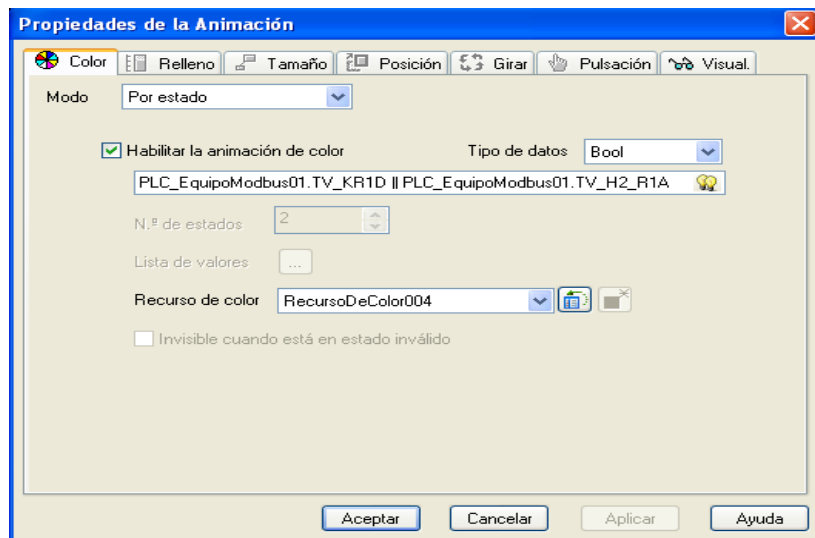 Propiedades de la Animación
Color Relleno Tamaño Posición Girar Pulsación Visual.
Modo Por estado
Habilitar la animación de color Tipo de datos Bool
PLC_EquipoModbus01.TV_KR1D || PLC_EquipoModbus01.TV_H2_R1A
N.º de estados 2
Lista de valores ...
Recurso de color RecursoDeColor004
Invisible cuando está en estado inválido
Aceptar Cancelar Aplicar Ayuda